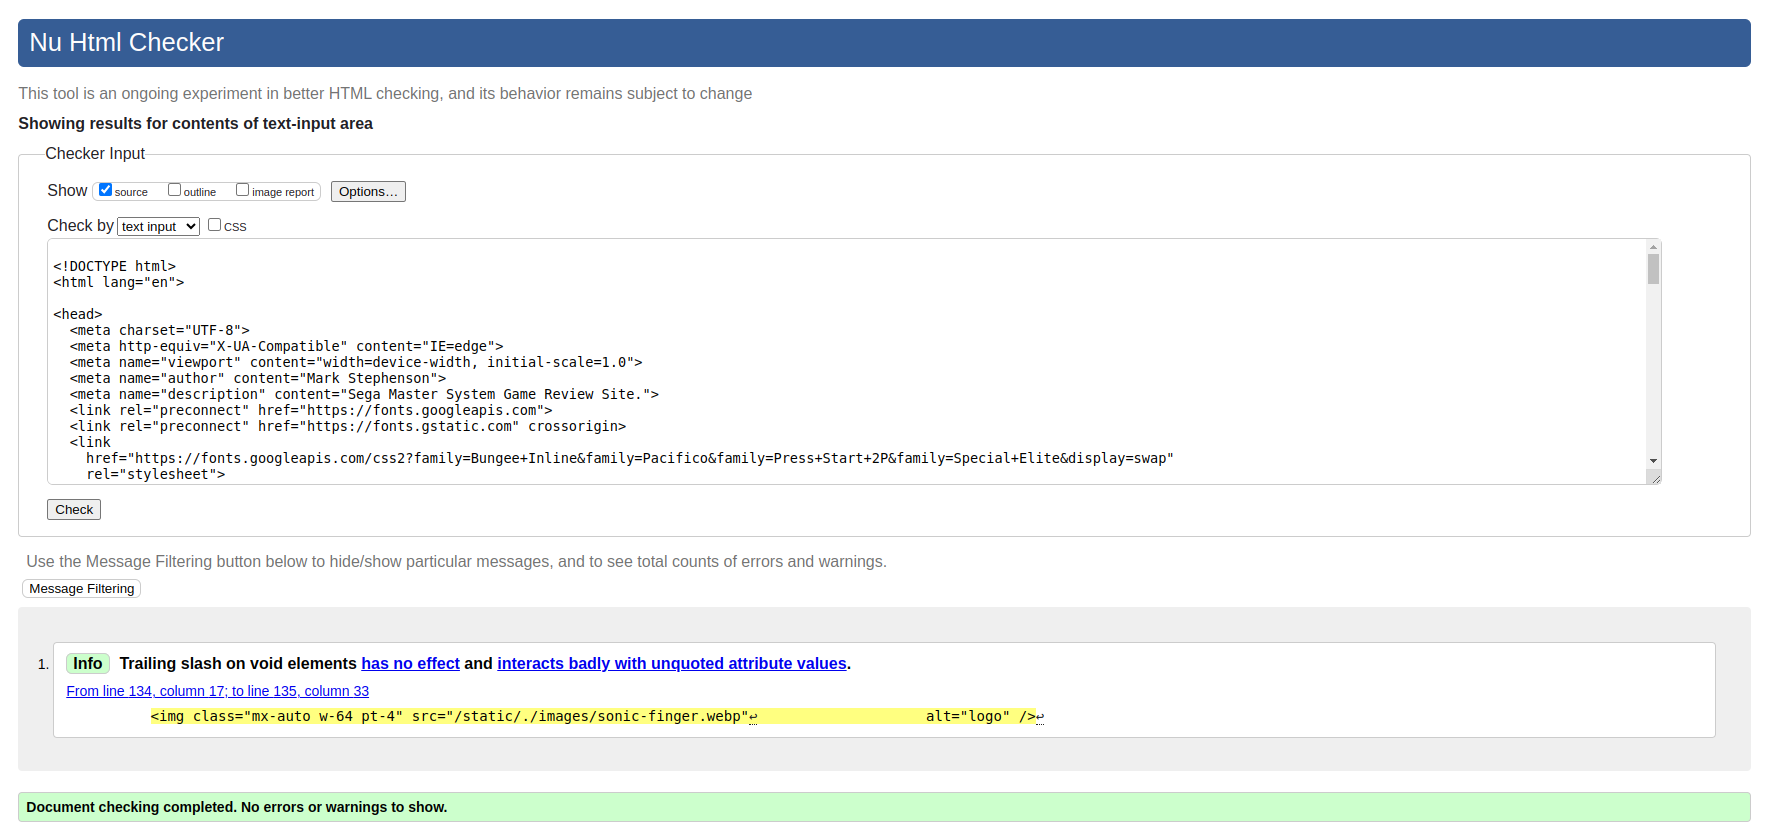 Nu Html Checker
This tool is an ongoing experiment in better HTML checking, and its behavior remains subject to change
Showing results for contents of text-input area
Checker Input
Show source outline image report Options…
Check by text input CSS
<!DOCTYPE html>
<html lang="en">
<head>
<meta charset="UTF-8">
<meta http-equiv="X-UA-Compatible" content="IE=edge">
<meta name="viewport" content="width=device-width, initial-scale=1.0">
<meta name="author" content="Mark Stephenson">
<meta name="description" content="Sega Master System Game Review Site.">
<link rel="preconnect" href="https://fonts.googleapis.com">
<link rel="preconnect" href="https://fonts.gstatic.com" crossorigin>
<link
href="https://fonts.googleapis.com/css2?family=Bungee+Inline&family=Pacifico&family=Press+Start+2P&family=Special+Elite&display=swap"
rel="stylesheet">
Check
Use the Message Filtering button below to hide/show particular messages, and to see total counts of errors and warnings.
Message Filtering
1. Info Trailing slash on void elements has no effect and interacts badly with unquoted attribute values.
From line 134, column 17; to line 135, column 33
<img class="mx-auto w-64 pt-4" src="/static/./images/sonic-finger.webp"↩ alt="logo" />↩
Document checking completed. No errors or warnings to show.